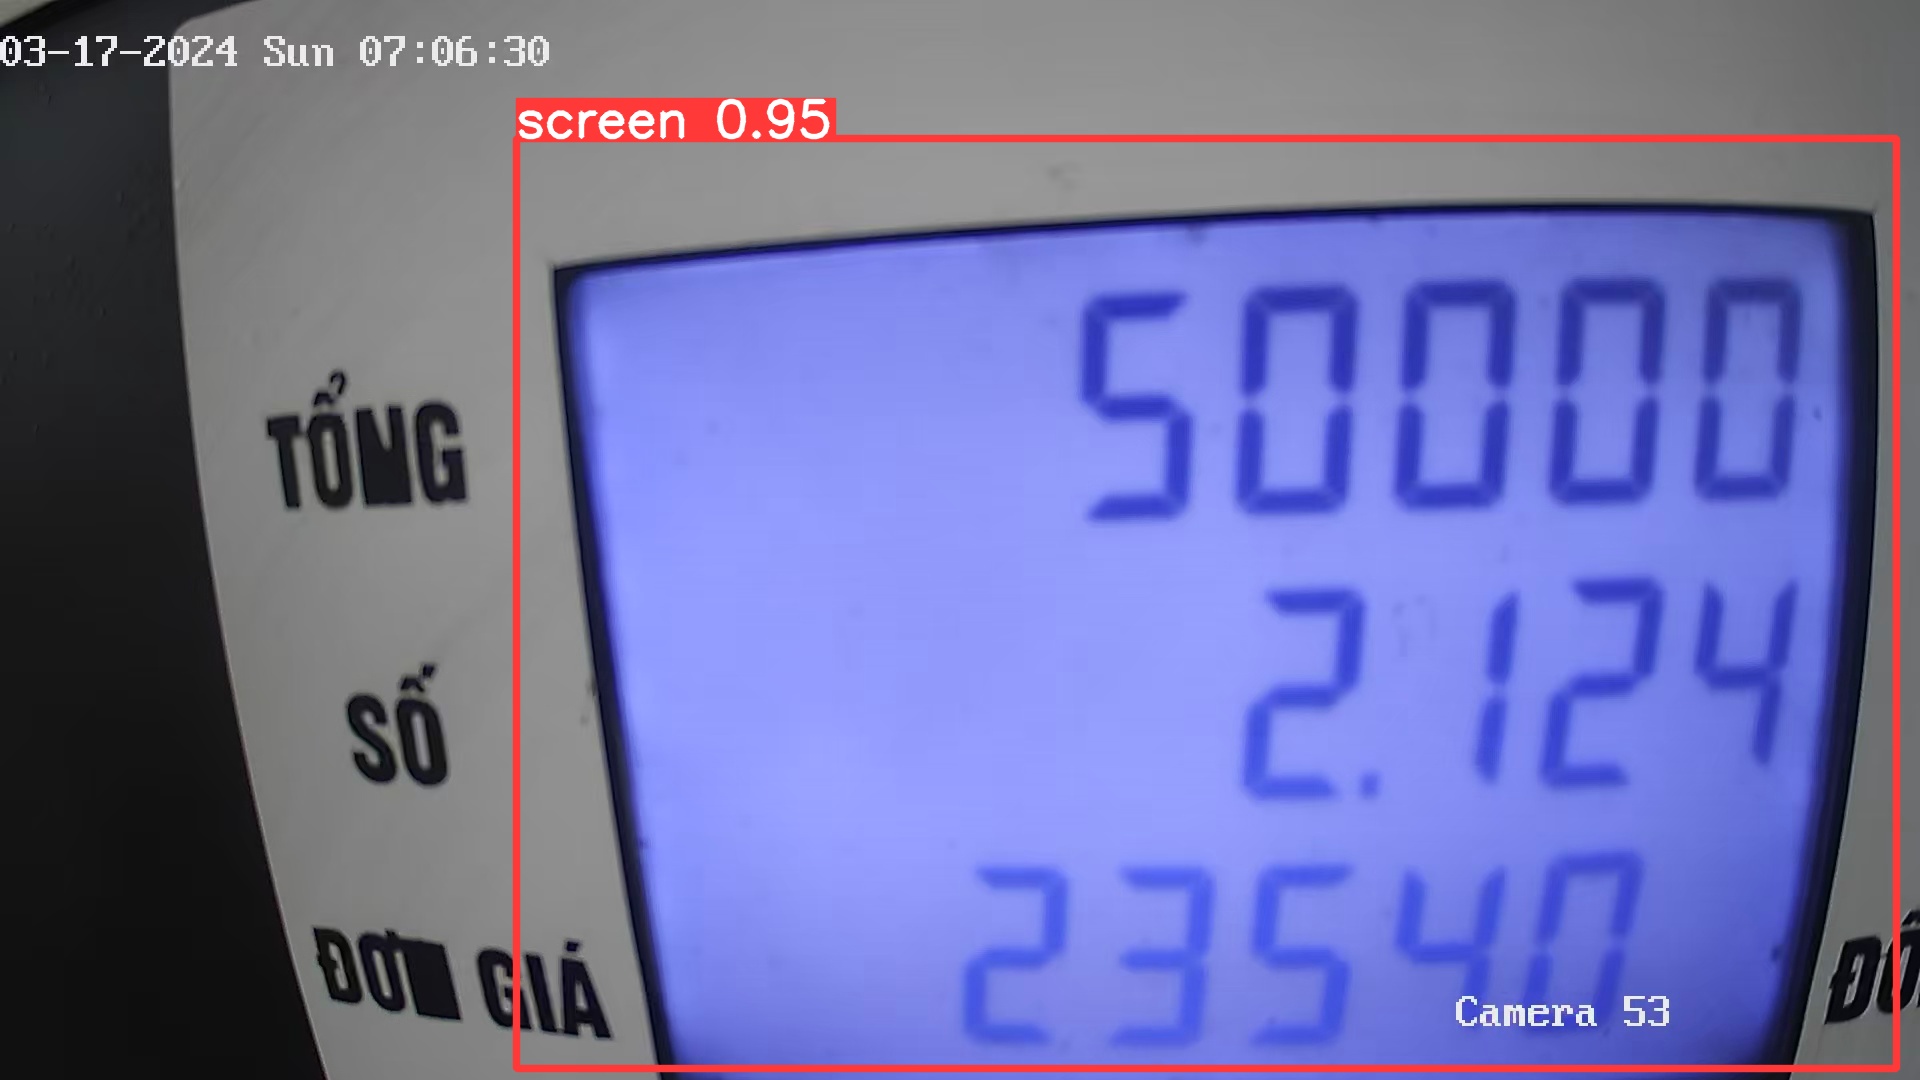 03-17-2024 Sun 07:06:30
screen 0.95
TỔNG
50000
SỐ
2.124
ĐƠN GIÁ
23540
Camera 53